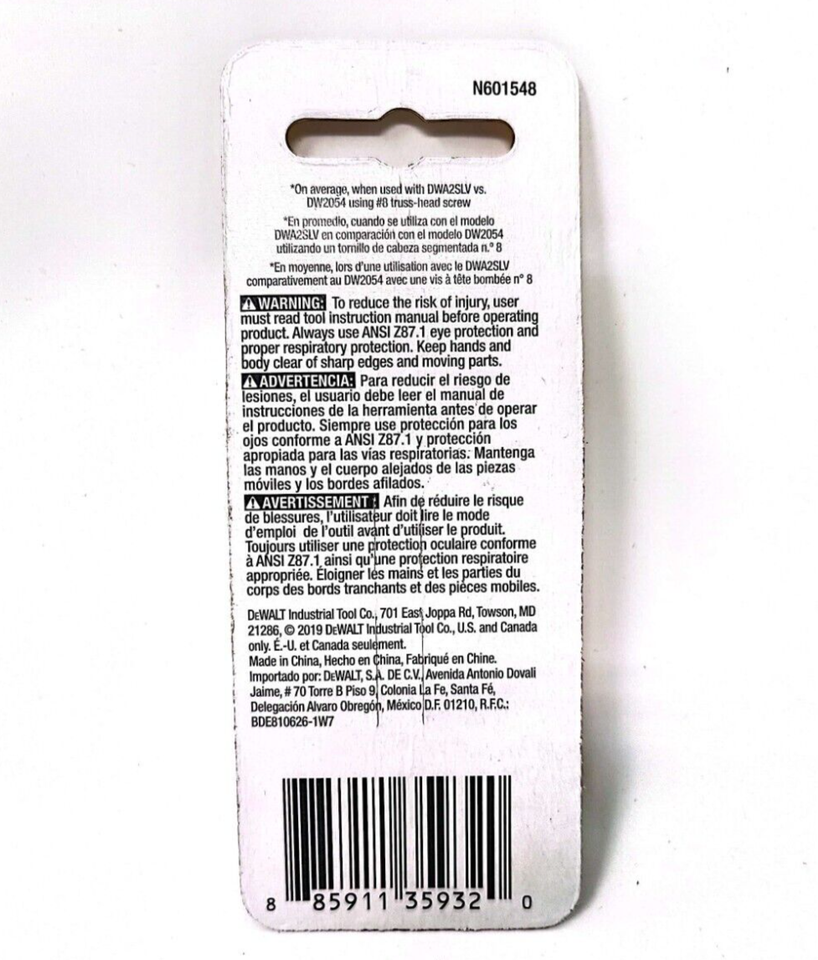 N601548
*On average, when used with DWA2SLV vs.
DW2054 using #8 truss-head screw
*En promedio, cuando se utiliza con el modelo
DWA2SLV en comparación con el modelo DW2054
utilizando un tornillo de cabeza segmentada n.° 8
*En moyenne, lors d'une utilisation avec le DWA2SLV
comparativement au DW2054 avec une vis à tête bombée n° 8
⚠ WARNING: To reduce the risk of injury, user
must read tool instruction manual before operating
product. Always use ANSI Z87.1 eye protection and
proper respiratory protection. Keep hands and
body clear of sharp edges and moving parts.
⚠ ADVERTENCIA: Para reducir el riesgo de
lesiones, el usuario debe leer el manual de
instrucciones de la herramienta antes de operar
el producto. Siempre use protección para los
ojos conforme a ANSI Z87.1 y protección
apropiada para las vías respiratorias. Mantenga
las manos y el cuerpo alejados de las piezas
móviles y los bordes afilados.
⚠ AVERTISSEMENT : Afin de réduire le risque
de blessures, l'utilisateur doit lire le mode
d'emploi de l'outil avant d'utiliser le produit.
Toujours utiliser une protection oculaire conforme
à ANSI Z87.1 ainsi qu'une protection respiratoire
appropriée. Éloigner les mains et les parties du
corps des bords tranchants et des pièces mobiles.
DEWALT Industrial Tool Co., 701 East Joppa Rd, Towson, MD
21286, © 2019 DEWALT Industrial Tool Co., U.S. and Canada
only. É.-U. et Canada seulement.
Made in China, Hecho en China, Fabriqué en Chine.
Importado por: DEWALT, S.A. DE C.V., Avenida Antonio Dovali
Jaime, # 70 Torre B Piso 9, Colonia La Fe, Santa Fé,
Delegación Alvaro Obregón, México D.F. 01210, R.F.C.:
BDE810626-1W7
8 85911 35932 0